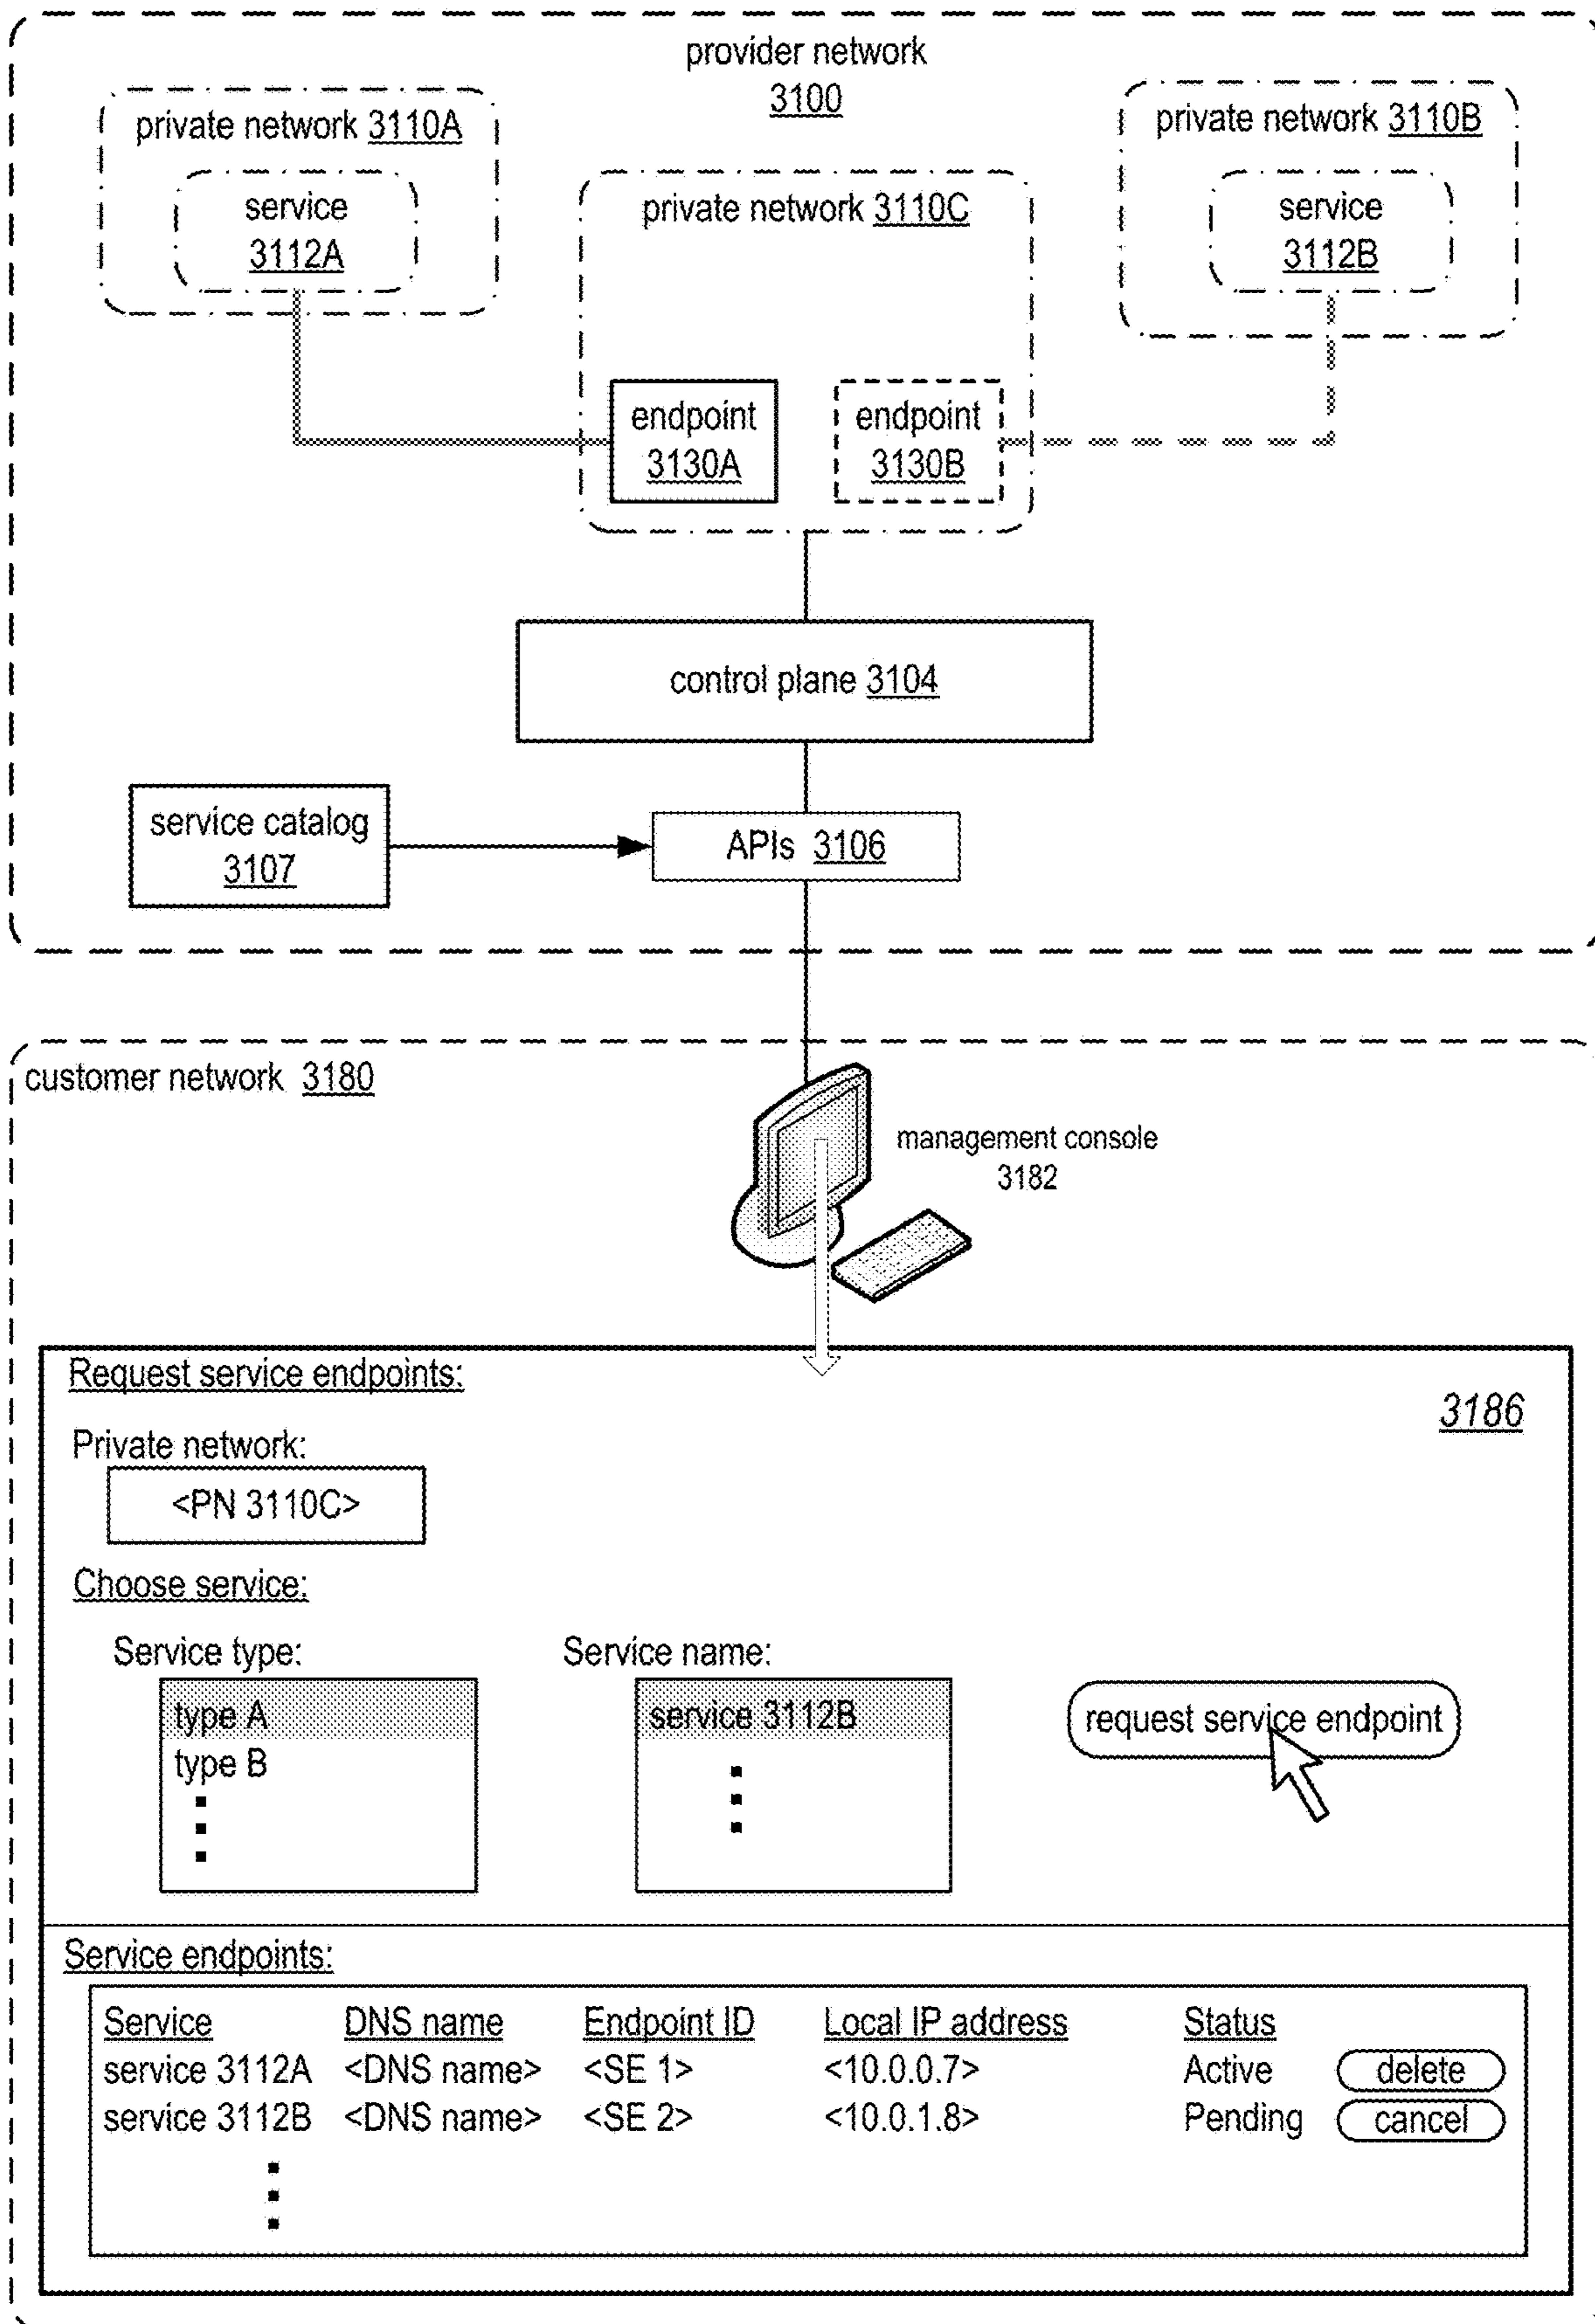 provider network
3100
private network 3110A
service
3112A
private network 3110C
private network 3110B
service
3112B
endpoint
3130A
endpoint
3130B
control plane 3104
service catalog
3107
APIs 3106
customer network 3180
management console
3182
Request service endpoints:
3186
Private network:
<PN 3110C>
Choose service:
Service type:
type A
type B
Service name:
service 3112B
request service endpoint
Service endpoints:
Service DNS name Endpoint ID Local IP address Status
service 3112A <DNS name> <SE 1> <10.0.0.7> Active delete
service 3112B <DNS name> <SE 2> <10.0.1.8> Pending cancel